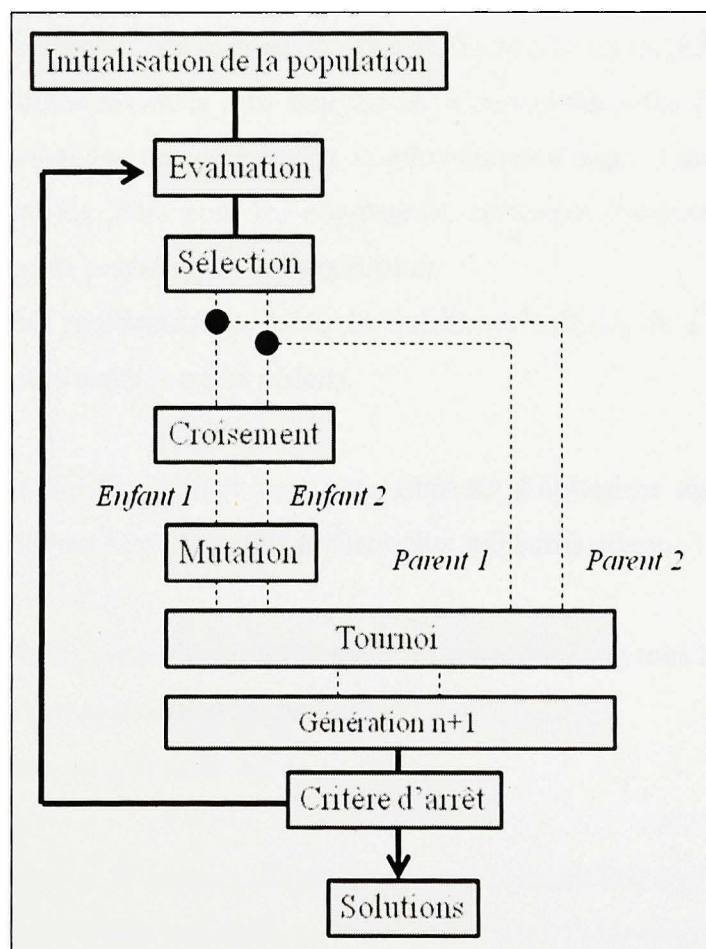 Initialisation de la population
Evaluation
Sélection
Croisement
Enfant 1 Enfant 2
Mutation
Parent 1 Parent 2
Tournoi
Génération n+1
Critère d'arrêt
Solutions